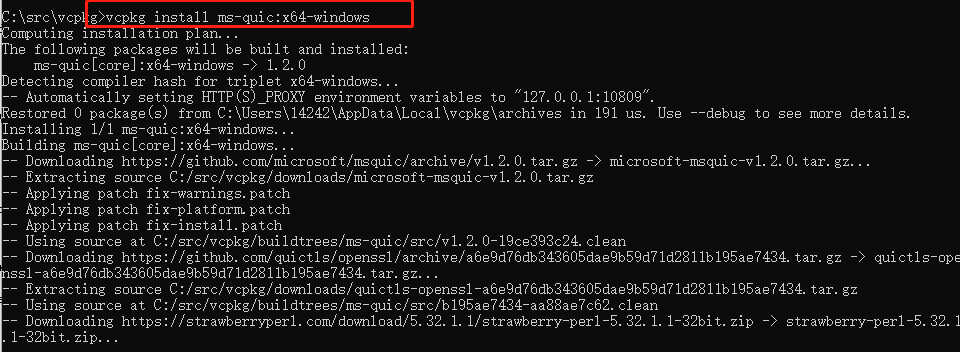 C:\src\vcpkg>vcpkg install ms-quic:x64-windows
Computing installation plan...
The following packages will be built and installed:
    ms-quic[core]:x64-windows -> 1.2.0
Detecting compiler hash for triplet x64-windows...
-- Automatically setting HTTP(S)_PROXY environment variables to "127.0.0.1:10809".
Restored 0 package(s) from C:\Users\14242\AppData\Local\vcpkg\archives in 191 us. Use --debug to see more details.
Installing 1/1 ms-quic:x64-windows...
Building ms-quic[core]:x64-windows...
-- Downloading https://github.com/microsoft/msquic/archive/v1.2.0.tar.gz -> microsoft-msquic-v1.2.0.tar.gz...
-- Extracting source C:/src/vcpkg/downloads/microsoft-msquic-v1.2.0.tar.gz
-- Applying patch fix-warnings.patch
-- Applying patch fix-platform.patch
-- Applying patch fix-install.patch
-- Using source at C:/src/vcpkg/buildtrees/ms-quic/src/v1.2.0-19ce393c24.clean
-- Downloading https://github.com/quictls/openssl/archive/a6e9d76db343605dae9b59d71d2811b195ae7434.tar.gz -> quictls-ope
nssl-a6e9d76db343605dae9b59d71d2811b195ae7434.tar.gz...
-- Extracting source C:/src/vcpkg/downloads/quictls-openssl-a6e9d76db343605dae9b59d71d2811b195ae7434.tar.gz
-- Using source at C:/src/vcpkg/buildtrees/ms-quic/src/b195ae7434-aa88ae7c62.clean
-- Downloading https://strawberryperl.com/download/5.32.1.1/strawberry-perl-5.32.1.1-32bit.zip -> strawberry-perl-5.32.1
.1-32bit.zip...